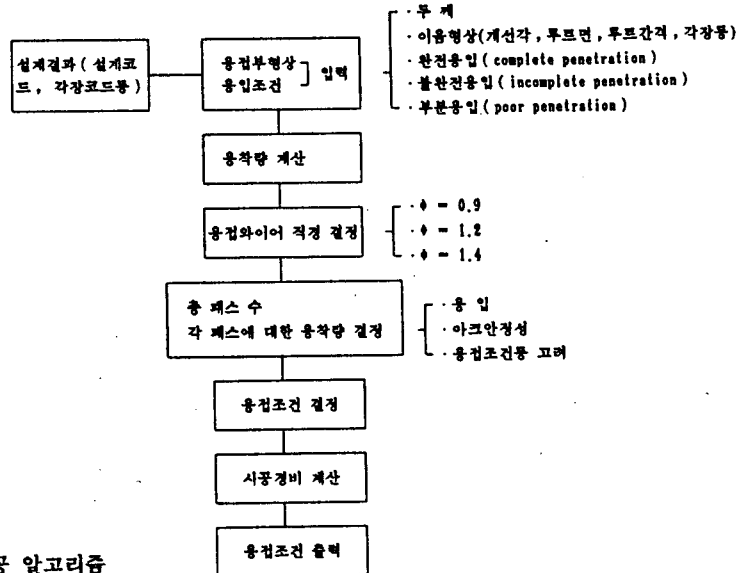 · 두 께
· 이음형상(개선각, 루트면, 루트간격, 각장등)
· 완전용입(complete penetration)
· 불완전용입(incomplete penetration)
· 부분용입(poor penetration)
설계결과(설계코
드, 각장코드등)
용접부형상
용입조건
입력
용착량 계산
용접와이어 직경 결정
· φ - 0.9
· φ - 1.2
· φ - 1.4
총 패스 수
각 패스에 대한 용착량 결정
· 용 입
· 아크안정성
· 용접조건등 고려
용접조건 결정
시공경비 계산
용접조건 출력
알고리즘